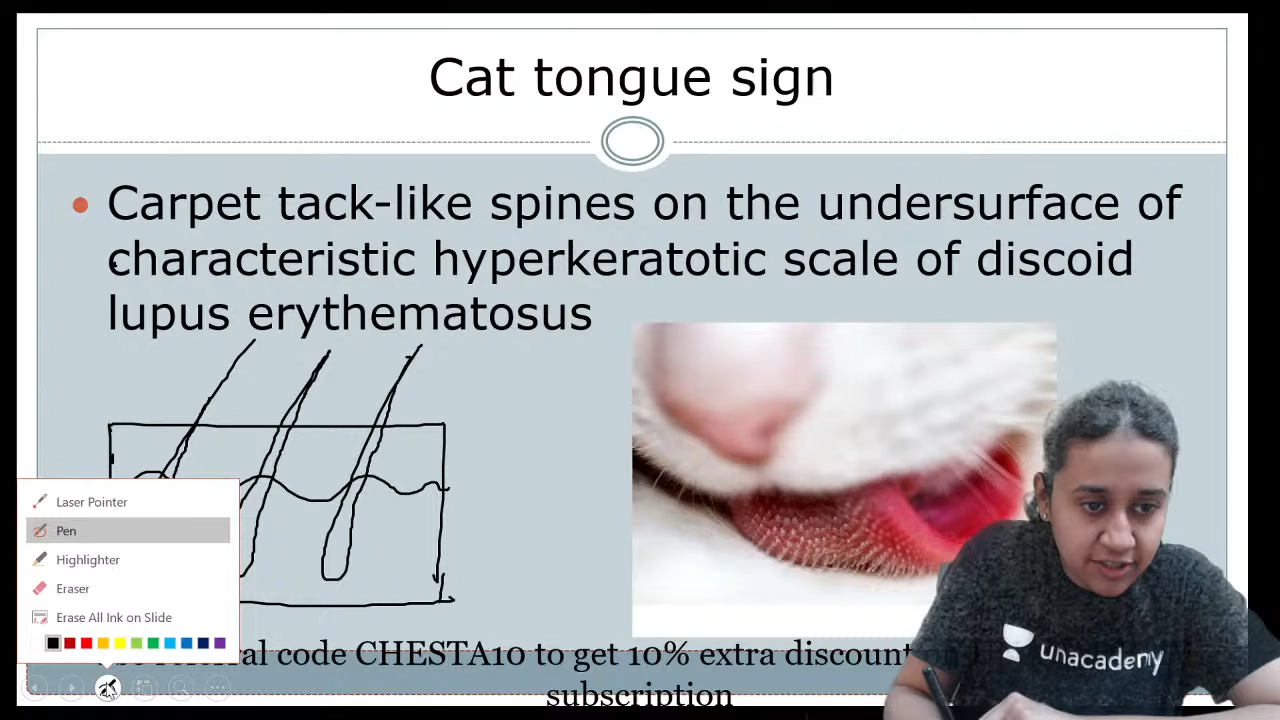 Cat tongue sign
Carpet tack-like spines on the undersurface of
characteristic hyperkeratotic scale of discoid
lupus erythematosus
Laser Pointer
Pen
Highlighter
Eraser
Erase All Ink on Slide
code CHESTA10 to get 10% extra discount
subscription
unacademy